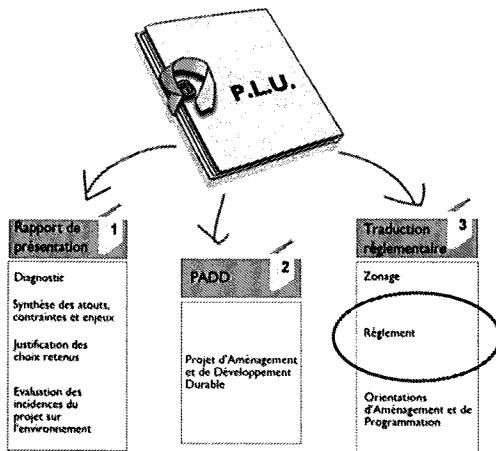 P.L.U.
Rapport de
présentation
1
Diagnostic
Synthèse des atouts,
contraintes et enjeux
Justification des
choix retenus
Evaluation des
incidences du
projet sur
l'environnement
PADD
2
Projet d'Aménagement
et de Développement
Durable
Traduction
réglementaire
3
Zonage
Règlement
Orientations
d'Aménagement et de
Programmation